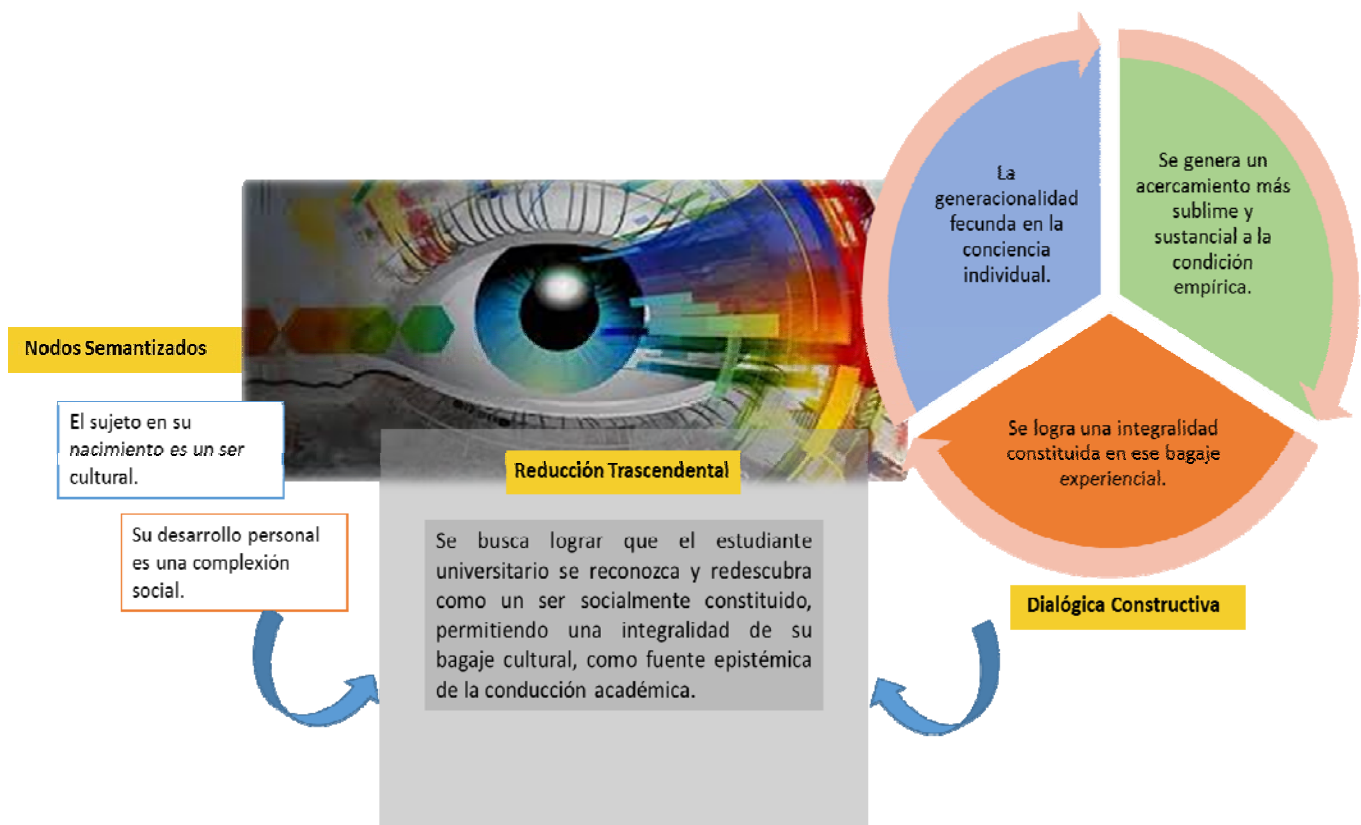 Nodos Semantizados
El sujeto en su
nacimiento es un ser
cultural.
Su desarrollo personal
es una complexión
social.
Reducción Trascendental
Se busca lograr que el estudiante
universitario se reconozca y redescubra
como un ser socialmente constituido,
permitiendo una integralidad de su
bagaje cultural, como fuente epistémica
de la conducción académica.
La
generacionalidad
fecunda en la
conciencia
individual.
Se genera un
acercamiento más
sublime y
sustancial a la
condición
empírica.
Se logra una integralidad
constituida en ese bagaje
experiencial.
Dialógica Constructiva